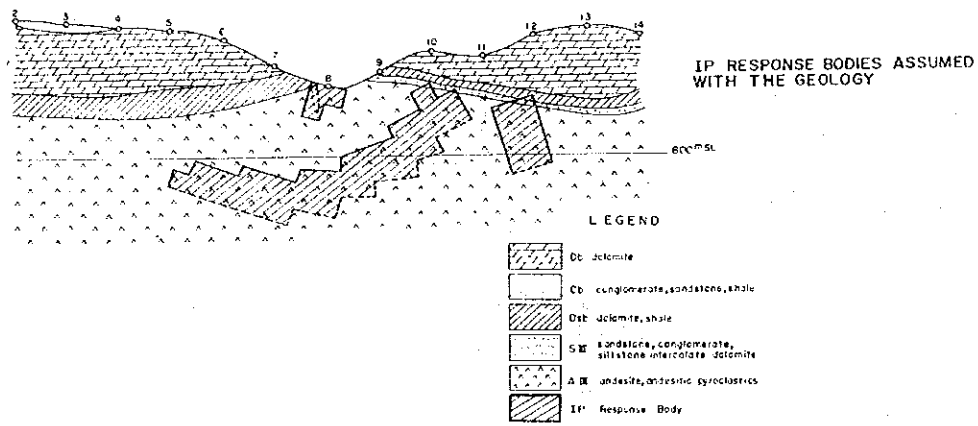 2 3 4 5 6 7 8 9 10 11 12 13 14
IP RESPONSE BODIES ASSUMED
WITH THE GEOLOGY
600 MSL
LEGEND
Db dolomite
Cb conglomerate, sandstone, shale
Dsb dolomite, shale
S III sandstone, conglomerate,
siltstone intercalate dolomite
A III andesite, andesitic pyroclastics
IP Response Body